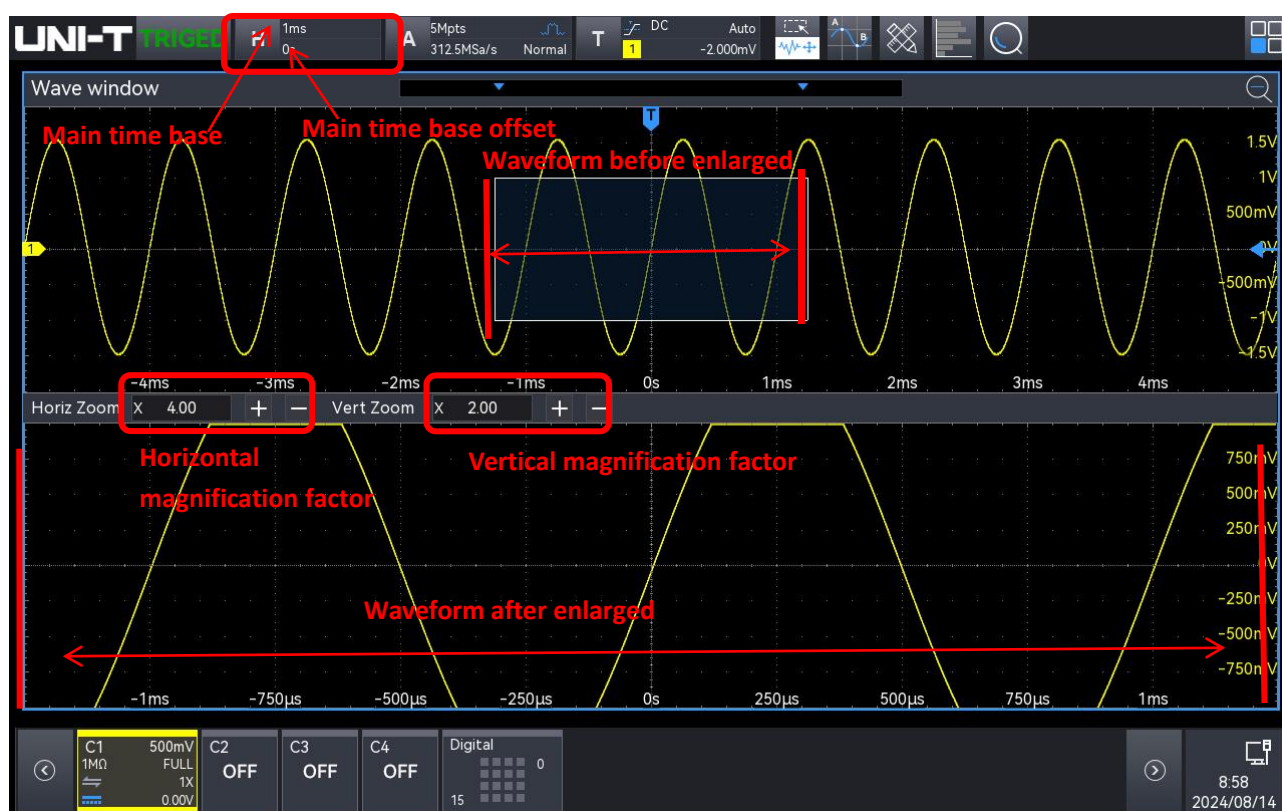 UNI-T TRIGED H 1ms A 5Mpts T DC Auto A
0s 312.5MSa/s Normal 1 -2.000mV B
Wave window
T
Main time base Main time base offset 1.5V
Waveform before enlarged
1V
500mV
1 0V
-500mV
-1V
-1.5V
-4ms -3ms -2ms -1ms 0s 1ms 2ms 3ms 4ms
Horiz Zoom X 4.00 + − Vert Zoom X 2.00 + −
Horizontal Vertical magnification factor 750mV
magnification factor 500mV
250mV
0V
Waveform after enlarged -250mV
-500mV
-750mV
-1ms -750µs -500µs -250µs 0s 250µs 500µs 750µs 1ms
C1 500mV C2 C3 C4 Digital
1MΩ FULL OFF OFF OFF 0
1X
0.00V 15
8:58
2024/08/14